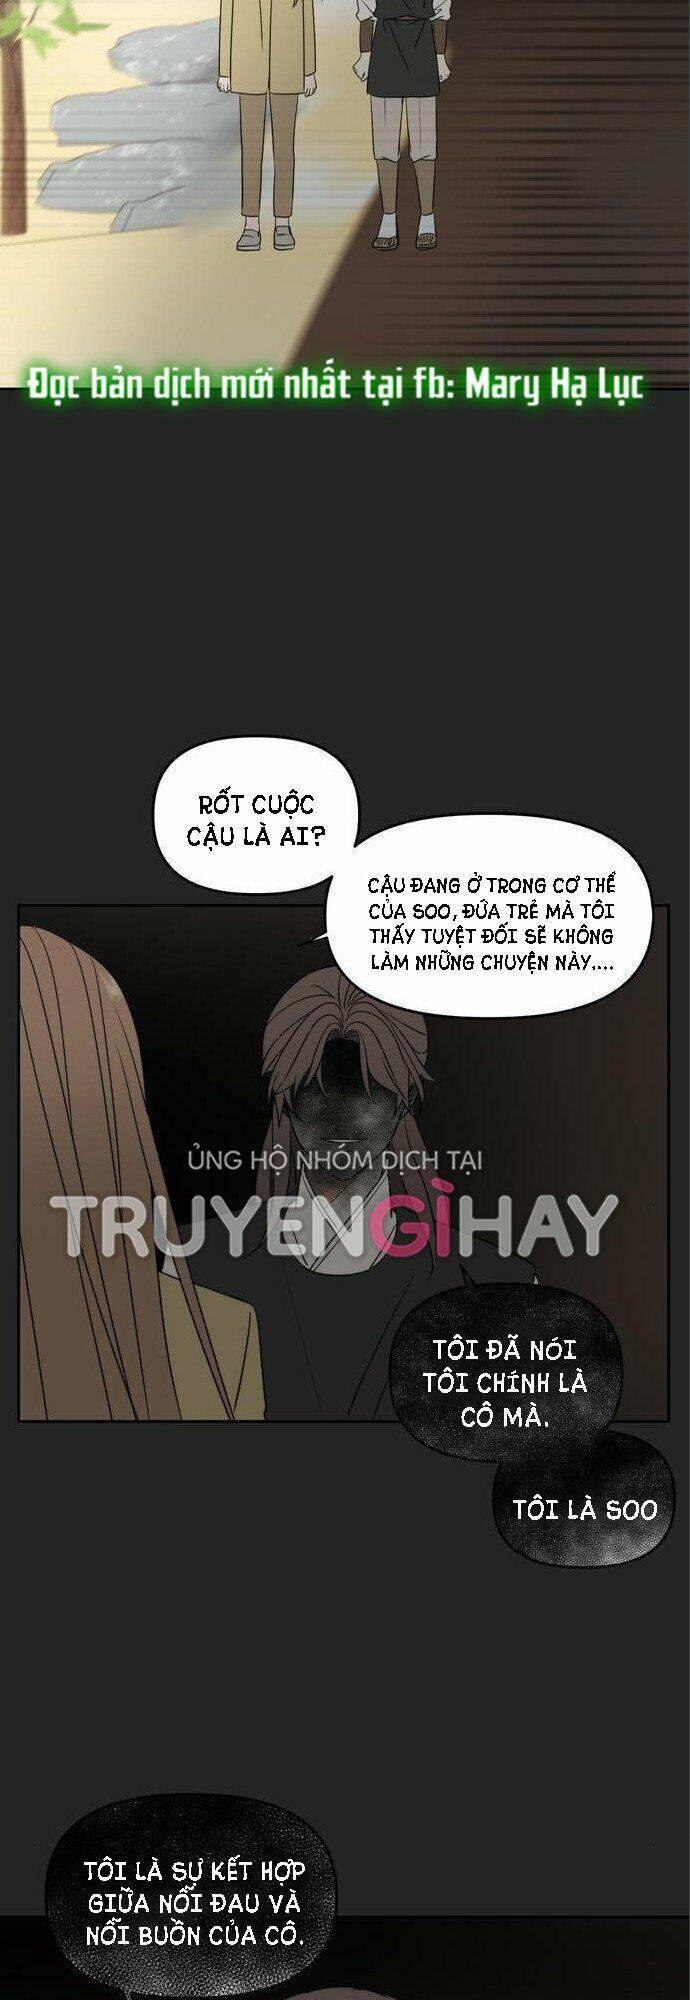 Đọc bản dịch mới nhất tại fb: Mary Hạ Lục
RỐT CUỘC
CẬU LÀ AI?
CẬU ĐANG Ở TRONG CƠ THỂ
CỦA SOO, ĐỨA TRẺ MÀ TÔI
THẤY TUYỆT ĐỐI SẼ KHÔNG
LÀM NHỮNG CHUYỆN NÀY....
ỦNG HỘ NHÓM DỊCH TẠI
TRUYENGIHAY
TÔI ĐÃ NÓI
TÔI CHÍNH LÀ
CÔ MÀ.
TÔI LÀ SOO
TÔI LÀ SỰ KẾT HỢP
GIỮA NỖI ĐAU VÀ
NỖI BUỒN CỦA CÔ.